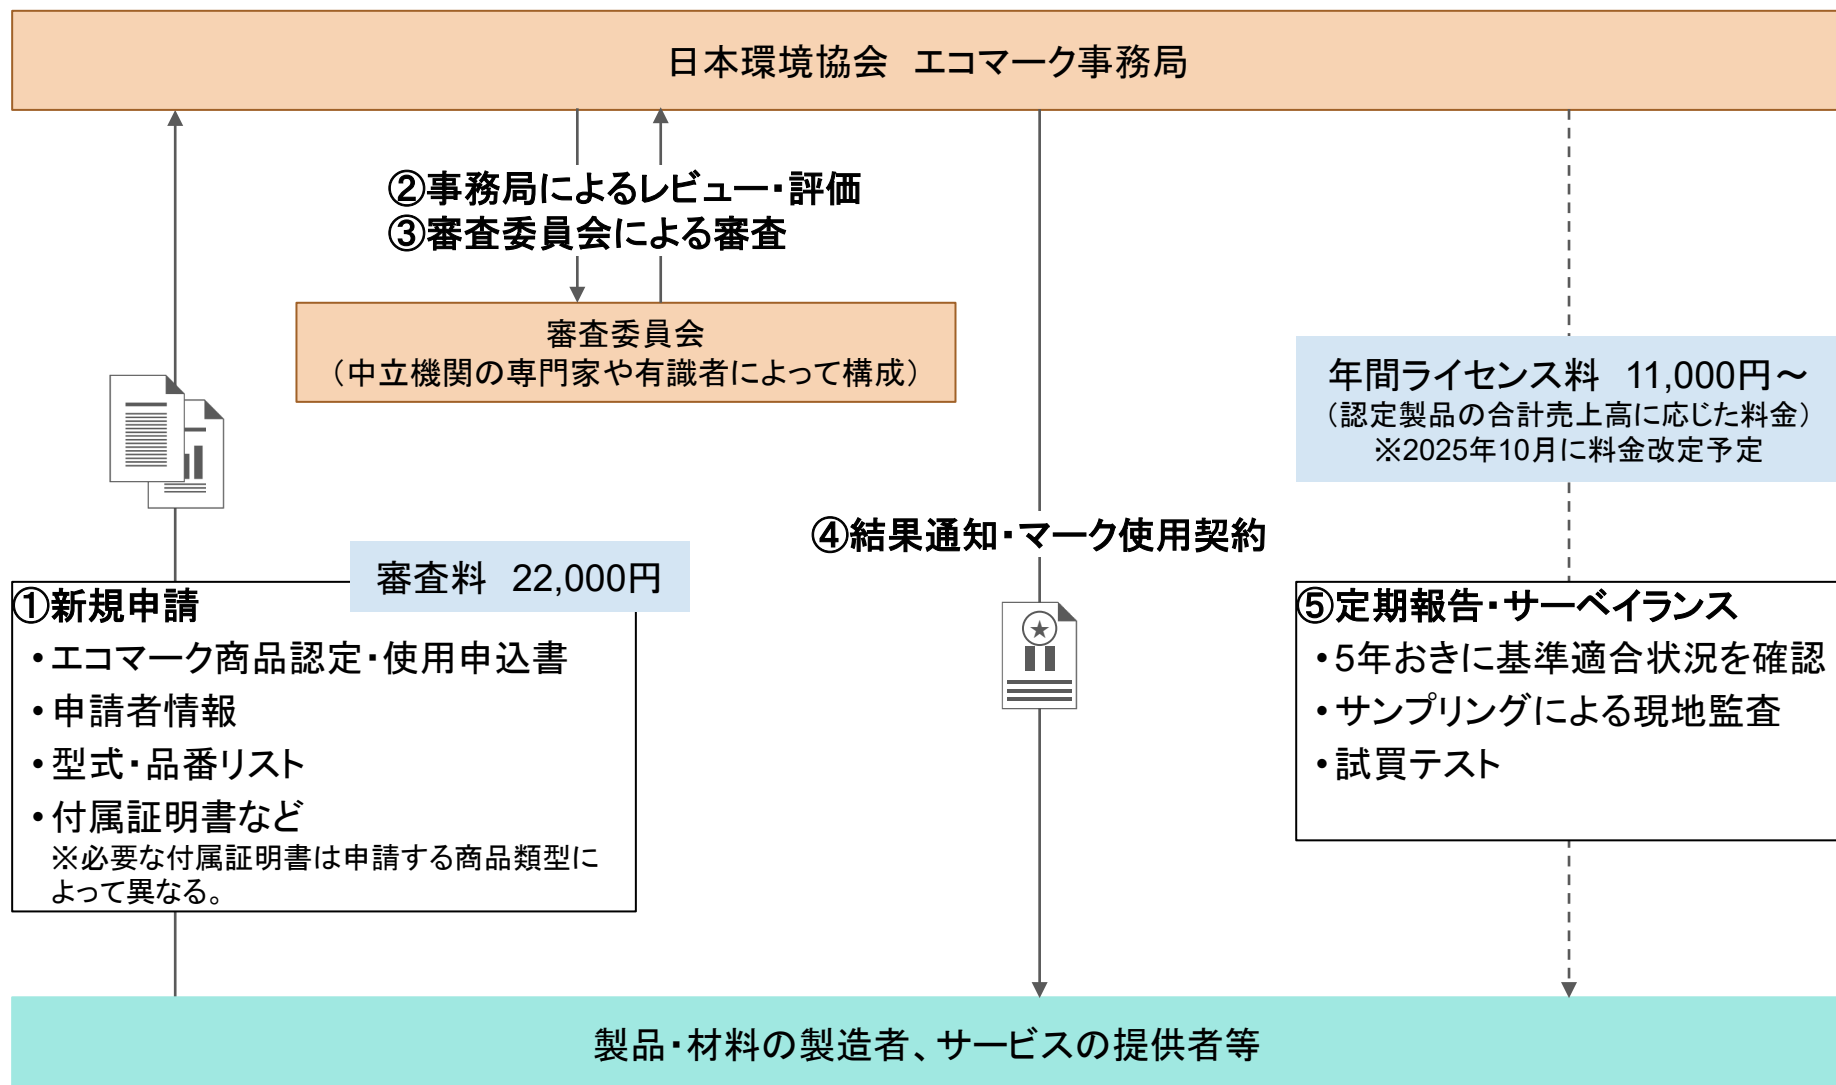 日本環境協会　エコマーク事務局
②事務局によるレビュー・評価
③審査委員会による審査
審査委員会
（中立機関の専門家や有識者によって構成）
年間ライセンス料　11,000円～
（認定製品の合計売上高に応じた料金）
※2025年10月に料金改定予定
④結果通知・マーク使用契約
審査料　22,000円
①新規申請
・エコマーク商品認定・使用申込書
・申請者情報
・型式・品番リスト
・付属証明書など
※必要な付属証明書は申請する商品類型に
よって異なる。
⑤定期報告・サーベイランス
・5年おきに基準適合状況を確認
・サンプリングによる現地監査
・試買テスト
製品・材料の製造者、サービスの提供者等